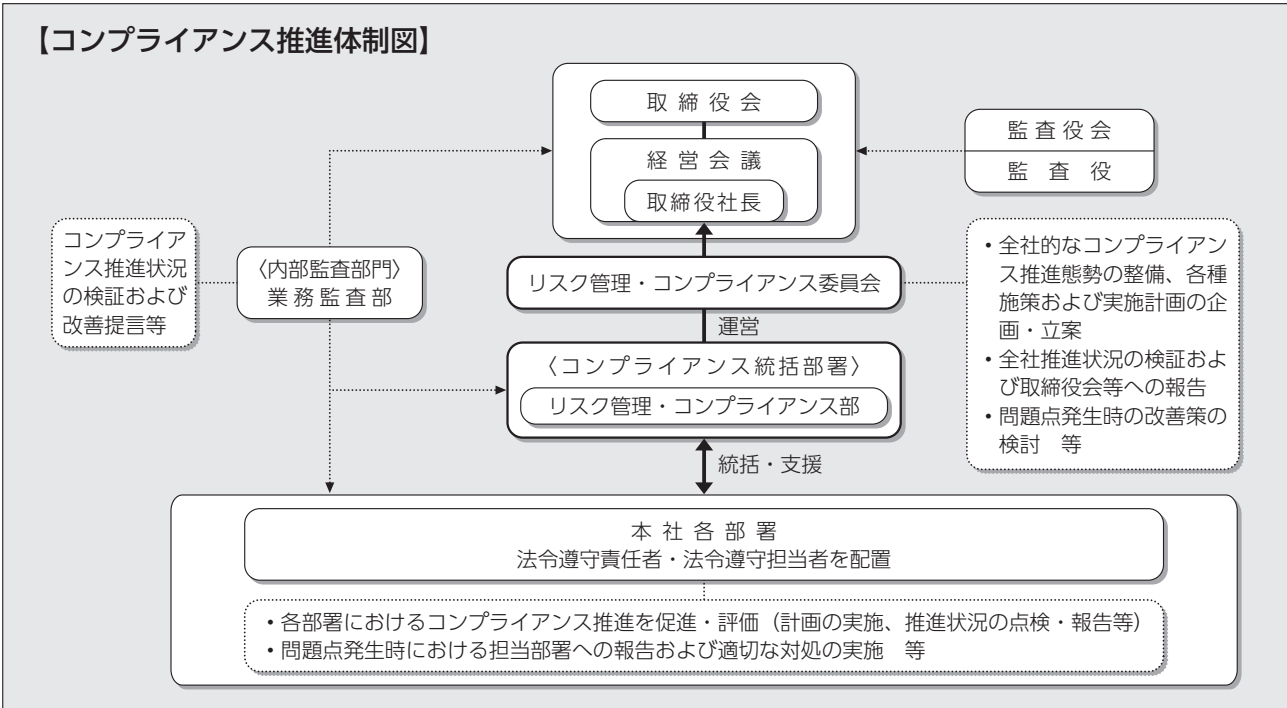 【コンプライアンス推進体制図】
取締役会
経営会議
取締役社長
監査役会
監査役
コンプライア
ンス推進状況
の検証および
改善提言等
〈内部監査部門〉
業務監査部
リスク管理・コンプライアンス委員会
運営
〈コンプライアンス統括部署〉
リスク管理・コンプライアンス部
・全社的なコンプライアン
ス推進態勢の整備、各種
施策および実施計画の企
画・立案
・全社推進状況の検証およ
び取締役会等への報告
・問題点発生時の改善策の
検討　等
統括・支援
本社各部署
法令遵守責任者・法令遵守担当者を配置
・各部署におけるコンプライアンス推進を促進・評価（計画の実施、推進状況の点検・報告等）
・問題点発生時における担当部署への報告および適切な対処の実施　等